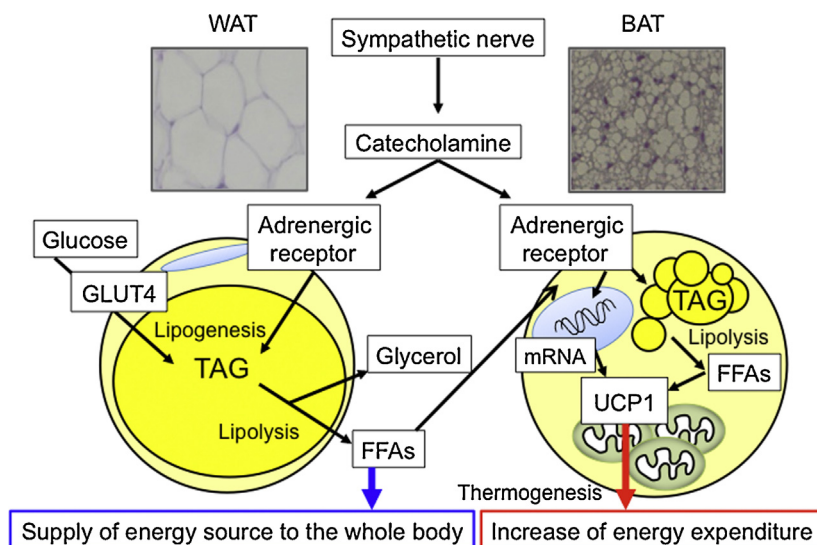 WAT
Sympathetic nerve
BAT
Catecholamine
Adrenergic
receptor
Adrenergic
receptor
Glucose
GLUT4
Lipogenesis
TAG
Lipolysis
Glycerol
FFAs
TAG
Lipolysis
mRNA
FFAs
UCP1
Thermogenesis
Supply of energy source to the whole body
Increase of energy expenditure